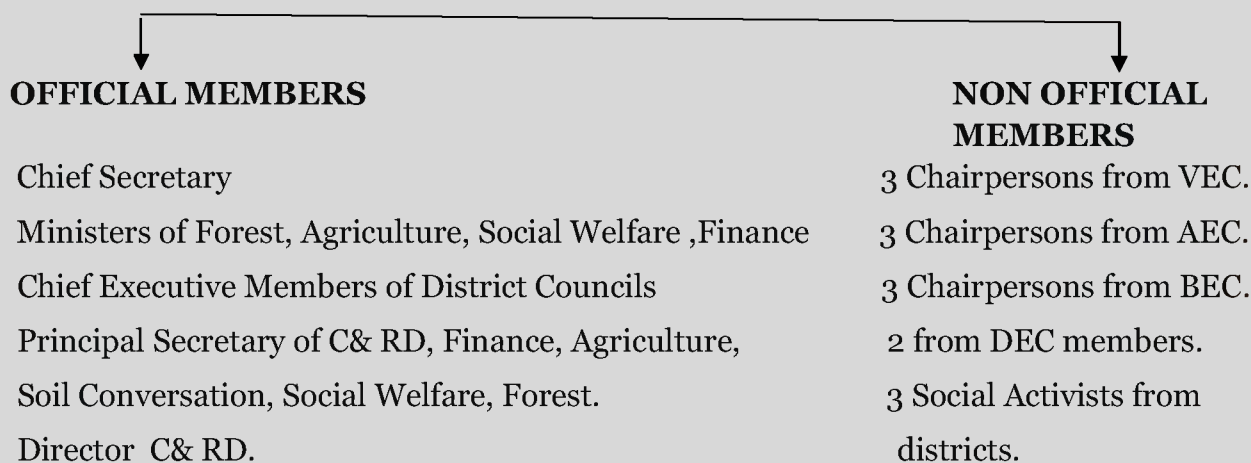 OFFICIAL MEMBERS
Chief Secretary
Ministers of Forest, Agriculture, Social Welfare ,Finance
Chief Executive Members of District Councils
Principal Secretary of C& RD, Finance, Agriculture,
Soil Conversation, Social Welfare, Forest.
Director C& RD.
NON OFFICIAL
MEMBERS
3 Chairpersons from VEC.
3 Chairpersons from AEC.
3 Chairpersons from BEC.
2 from DEC members.
3 Social Activists from
districts.